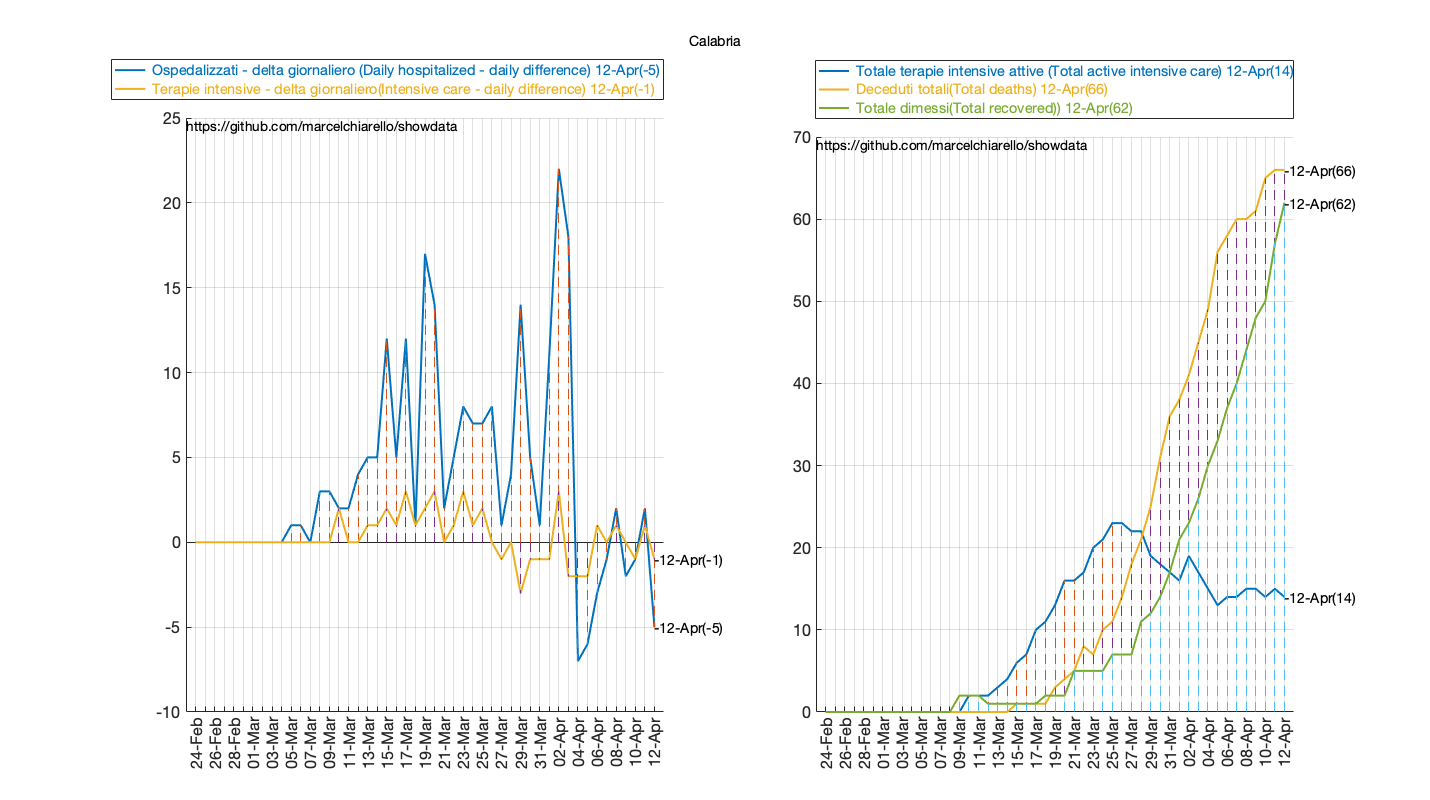 Calabria
Ospedalizzati - delta giornaliero (Daily hospitalized - daily difference) 12-Apr(-5)
Terapie intensive - delta giornaliero(Intensive care - daily difference) 12-Apr(-1)
https://github.com/marcelchiarello/showdata
25
20
15
10
5
0
-5
-10
-12-Apr(-1)
-12-Apr(-5)
24-Feb
26-Feb
28-Feb
01-Mar
03-Mar
05-Mar
07-Mar
09-Mar
11-Mar
13-Mar
15-Mar
17-Mar
19-Mar
21-Mar
23-Mar
25-Mar
27-Mar
29-Mar
31-Mar
02-Apr
04-Apr
06-Apr
08-Apr
10-Apr
12-Apr
Totale terapie intensive attive (Total active intensive care) 12-Apr(14)
Deceduti totali(Total deaths) 12-Apr(66)
Totale dimessi(Total recovered)) 12-Apr(62)
https://github.com/marcelchiarello/showdata
70
60
50
40
30
20
10
0
-12-Apr(66)
-12-Apr(62)
-12-Apr(14)
24-Feb
26-Feb
28-Feb
01-Mar
03-Mar
05-Mar
07-Mar
09-Mar
11-Mar
13-Mar
15-Mar
17-Mar
19-Mar
21-Mar
23-Mar
25-Mar
27-Mar
29-Mar
31-Mar
02-Apr
04-Apr
06-Apr
08-Apr
10-Apr
12-Apr